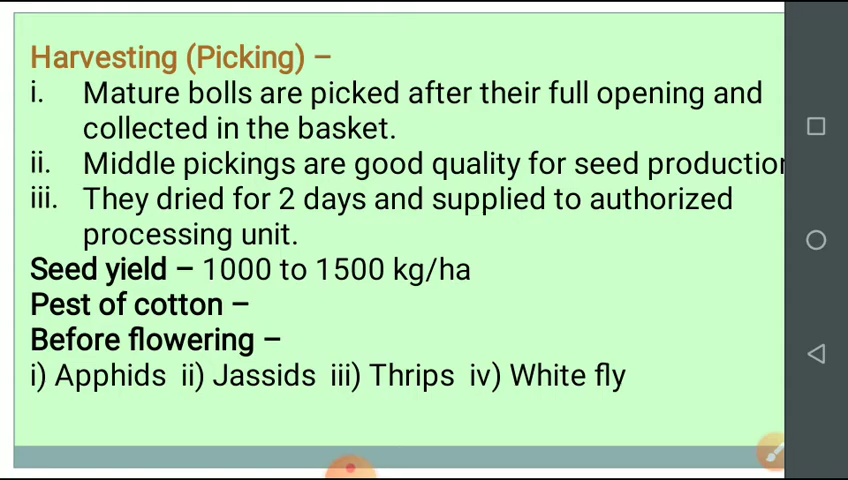 Harvesting (Picking) –
i. Mature bolls are picked after their full opening and
collected in the basket.
ii. Middle pickings are good quality for seed production
iii. They dried for 2 days and supplied to authorized
processing unit.
Seed yield – 1000 to 1500 kg/ha
Pest of cotton –
Before flowering –
i) Apphids ii) Jassids iii) Thrips iv) White fly